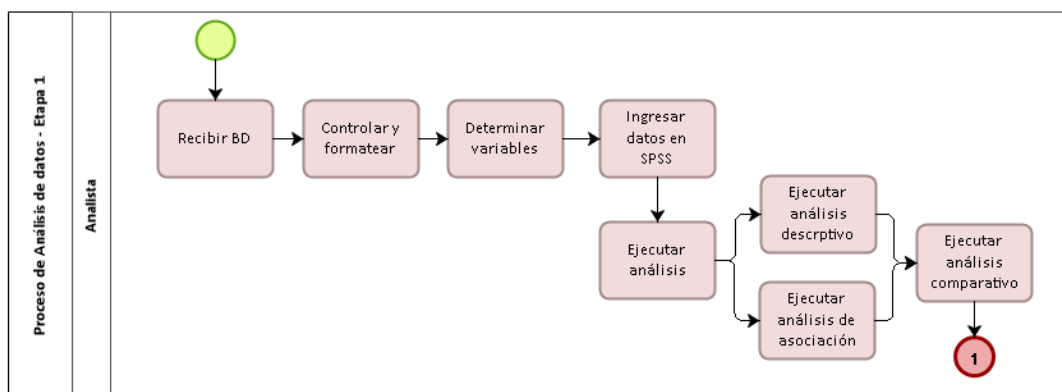 Proceso de Análisis de datos - Etapa 1
Analista
Recibir BD
Controlar y
formatear
Determinar
variables
Ingresar
datos en
SPSS
Ejecutar
análisis
Ejecutar
análisis
descrptivo
Ejecutar
análisis de
asociación
Ejecutar
análisis
comparativo
1